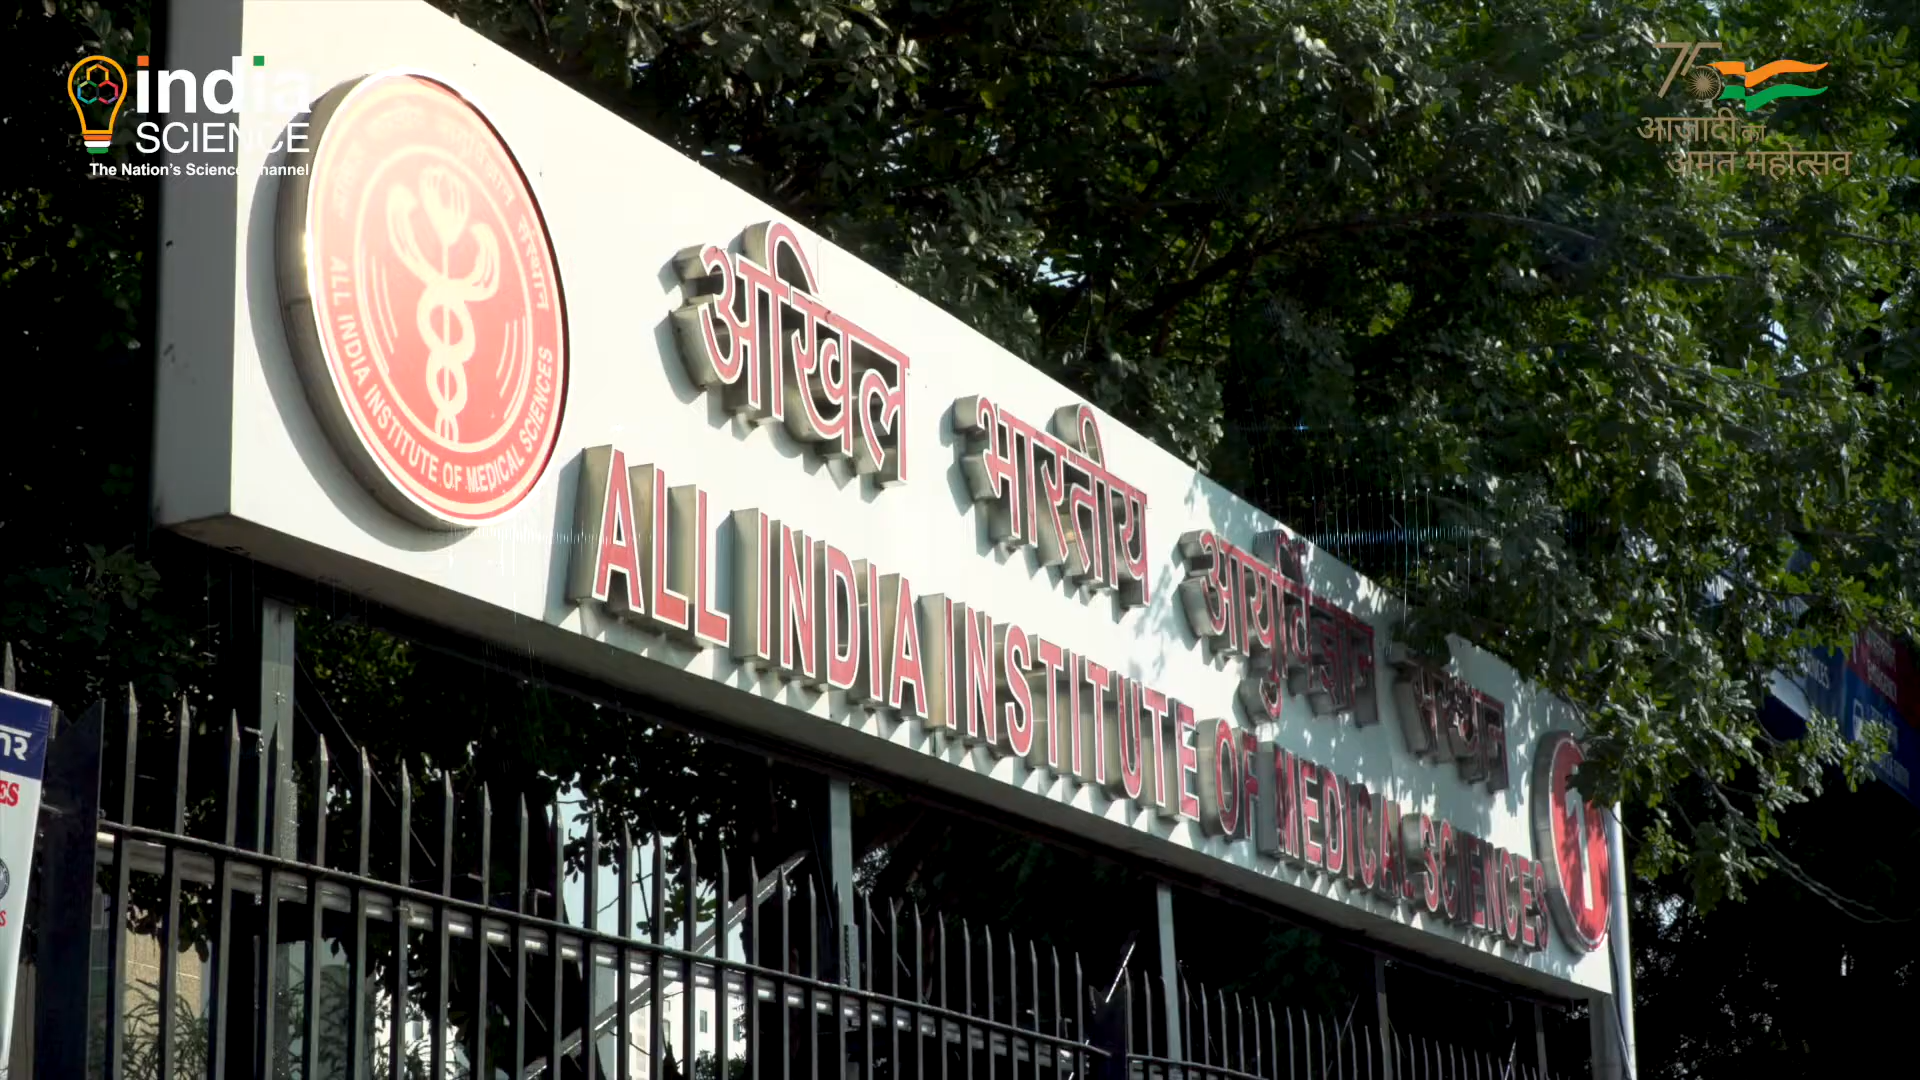 india
SCIENCE
The Nation's Science Channel
75
आज़ादी का
अमृत महोत्सव
ALL INDIA INSTITUTE OF MEDICAL SCIENCES
अखिल भारतीय आयुर्विज्ञान संस्थान
ALL INDIA INSTITUTE OF MEDICAL SCIENCES
1